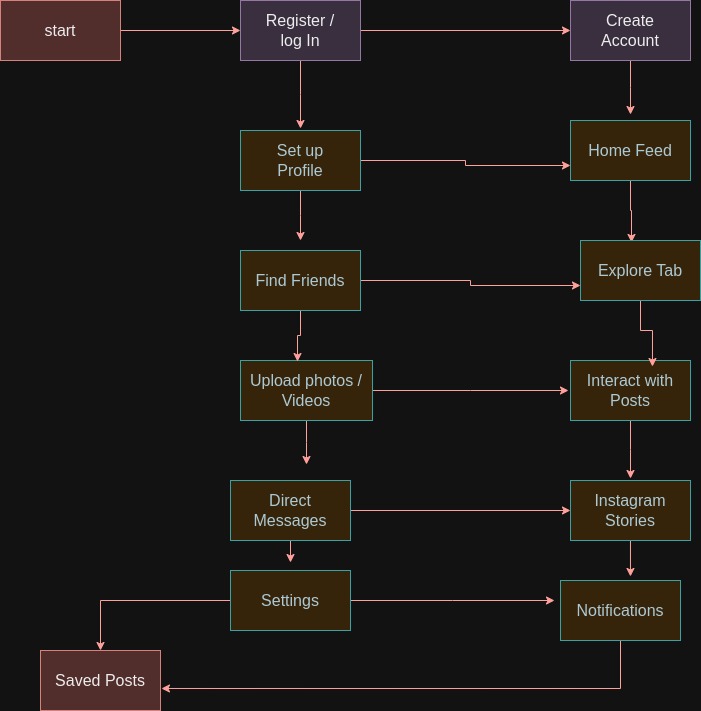 start
Register /
log In
Create
Account
Set up
Profile
Home Feed
Find Friends
Explore Tab
Upload photos /
Videos
Interact with
Posts
Direct
Messages
Instagram
Stories
Settings
Notifications
Saved Posts